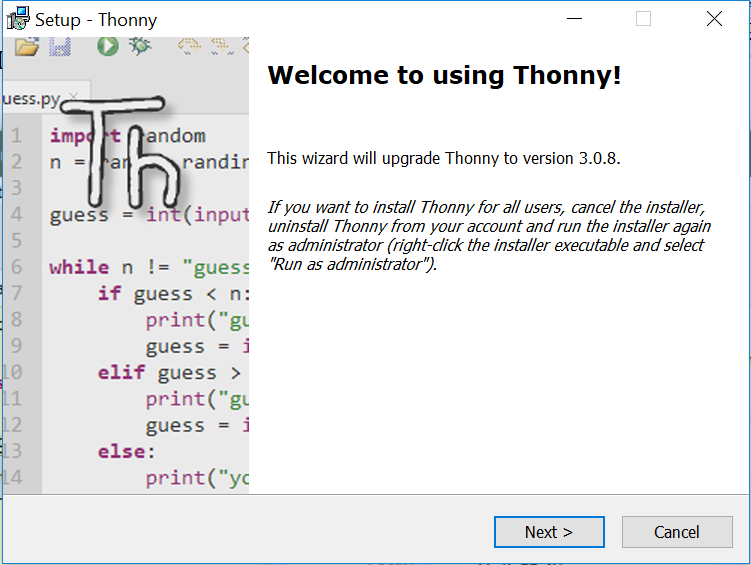 Setup - Thonny
uess.py
Th
Welcome to using Thonny!
This wizard will upgrade Thonny to version 3.0.8.
If you want to install Thonny for all users, cancel the installer,
uninstall Thonny from your account and run the installer again
as administrator (right-click the installer executable and select
"Run as administrator").
1 import random
2 n = ran randin
3
4 guess = int(input
5
6 while n != "guess
7 if guess < n:
8 print("gu
9 guess = i
10 elif guess >
11 print("gu
12 guess = i
13 else:
14 print("yo
Next >
Cancel